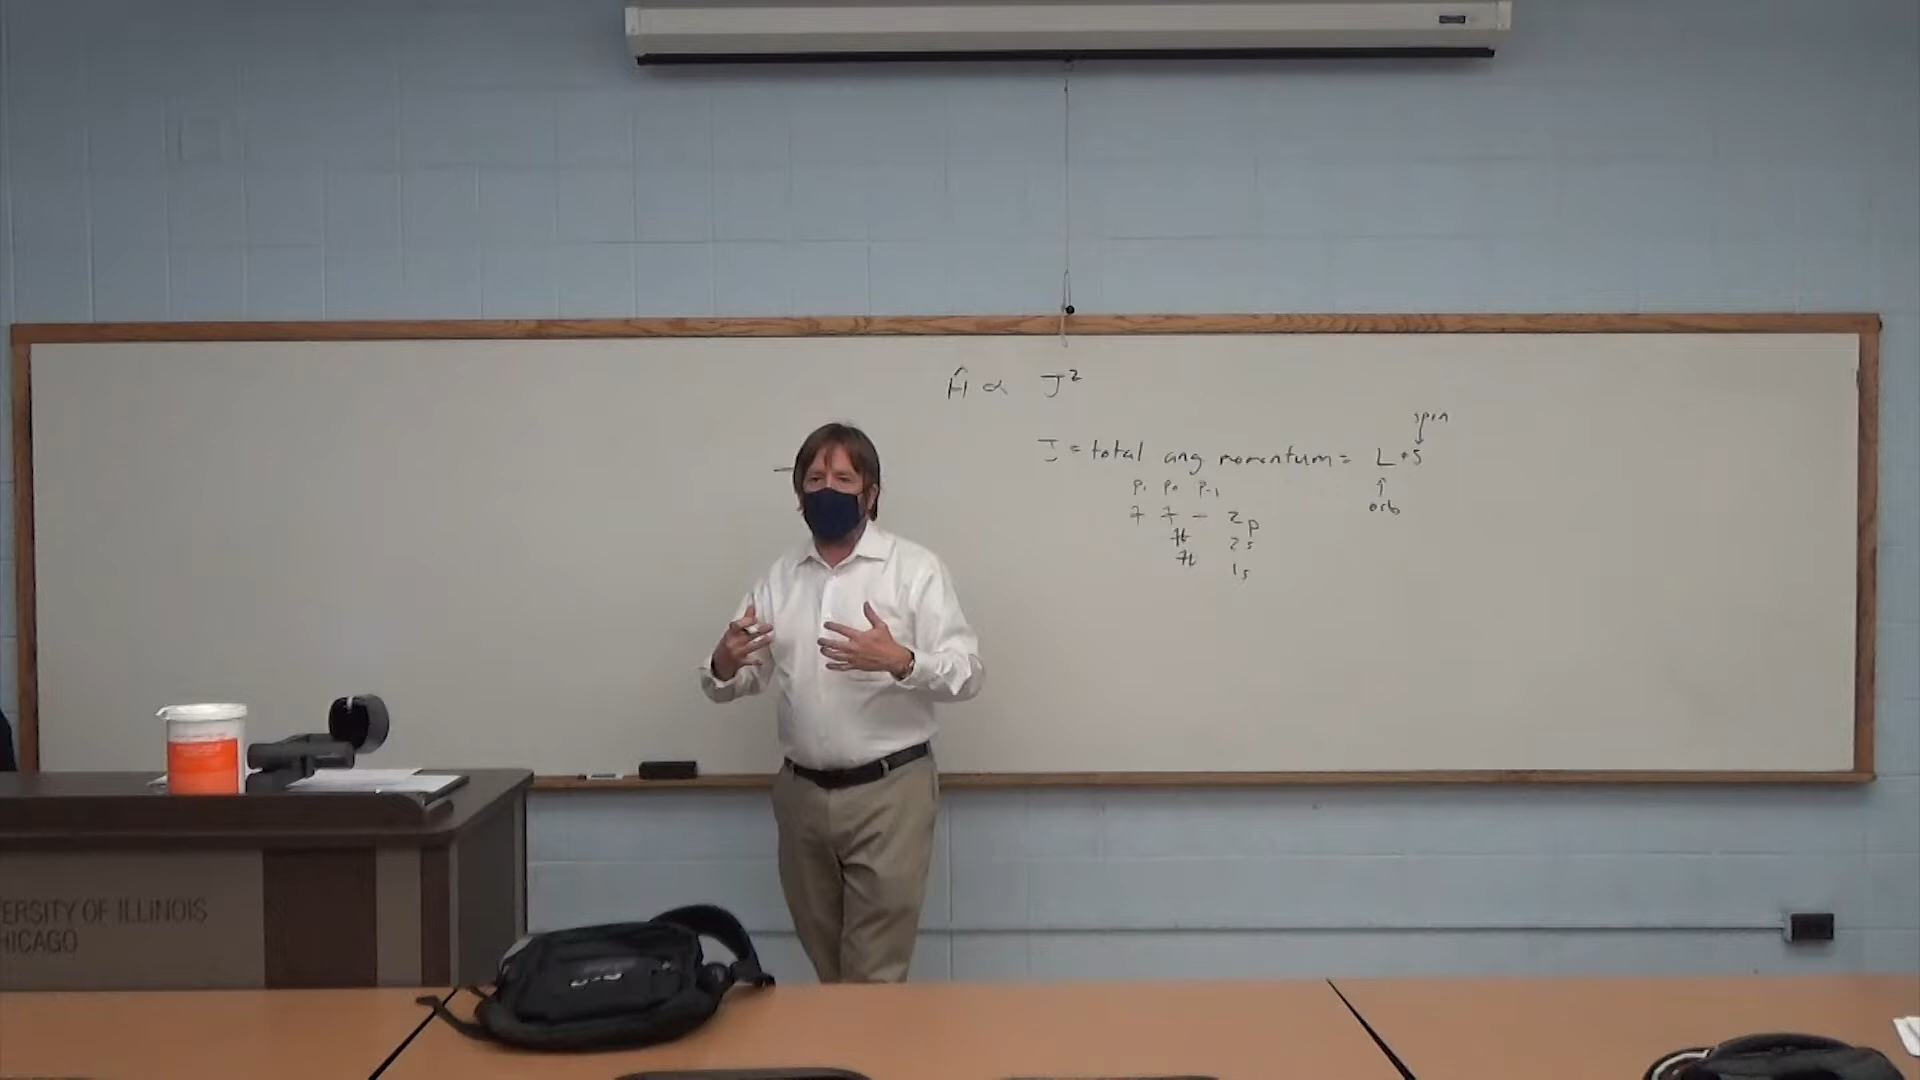 Ĥ ∝ J²
spin
J = total ang momentum = L + S
P₁ P₀ P₋₁
orb
2p
2s
1s
ERSITY OF ILLINOIS
HICAGO